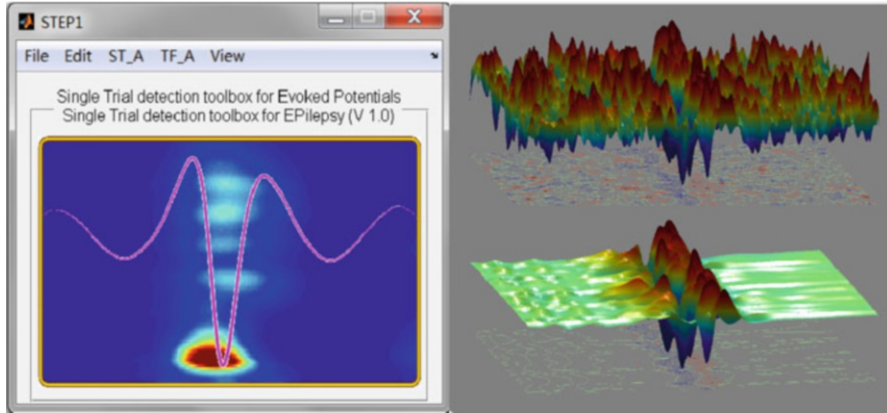 STEP1
File Edit ST_A TF_A View
Single Trial detection toolbox for Evoked Potentials
Single Trial detection toolbox for EPilepsy (V 1.0)